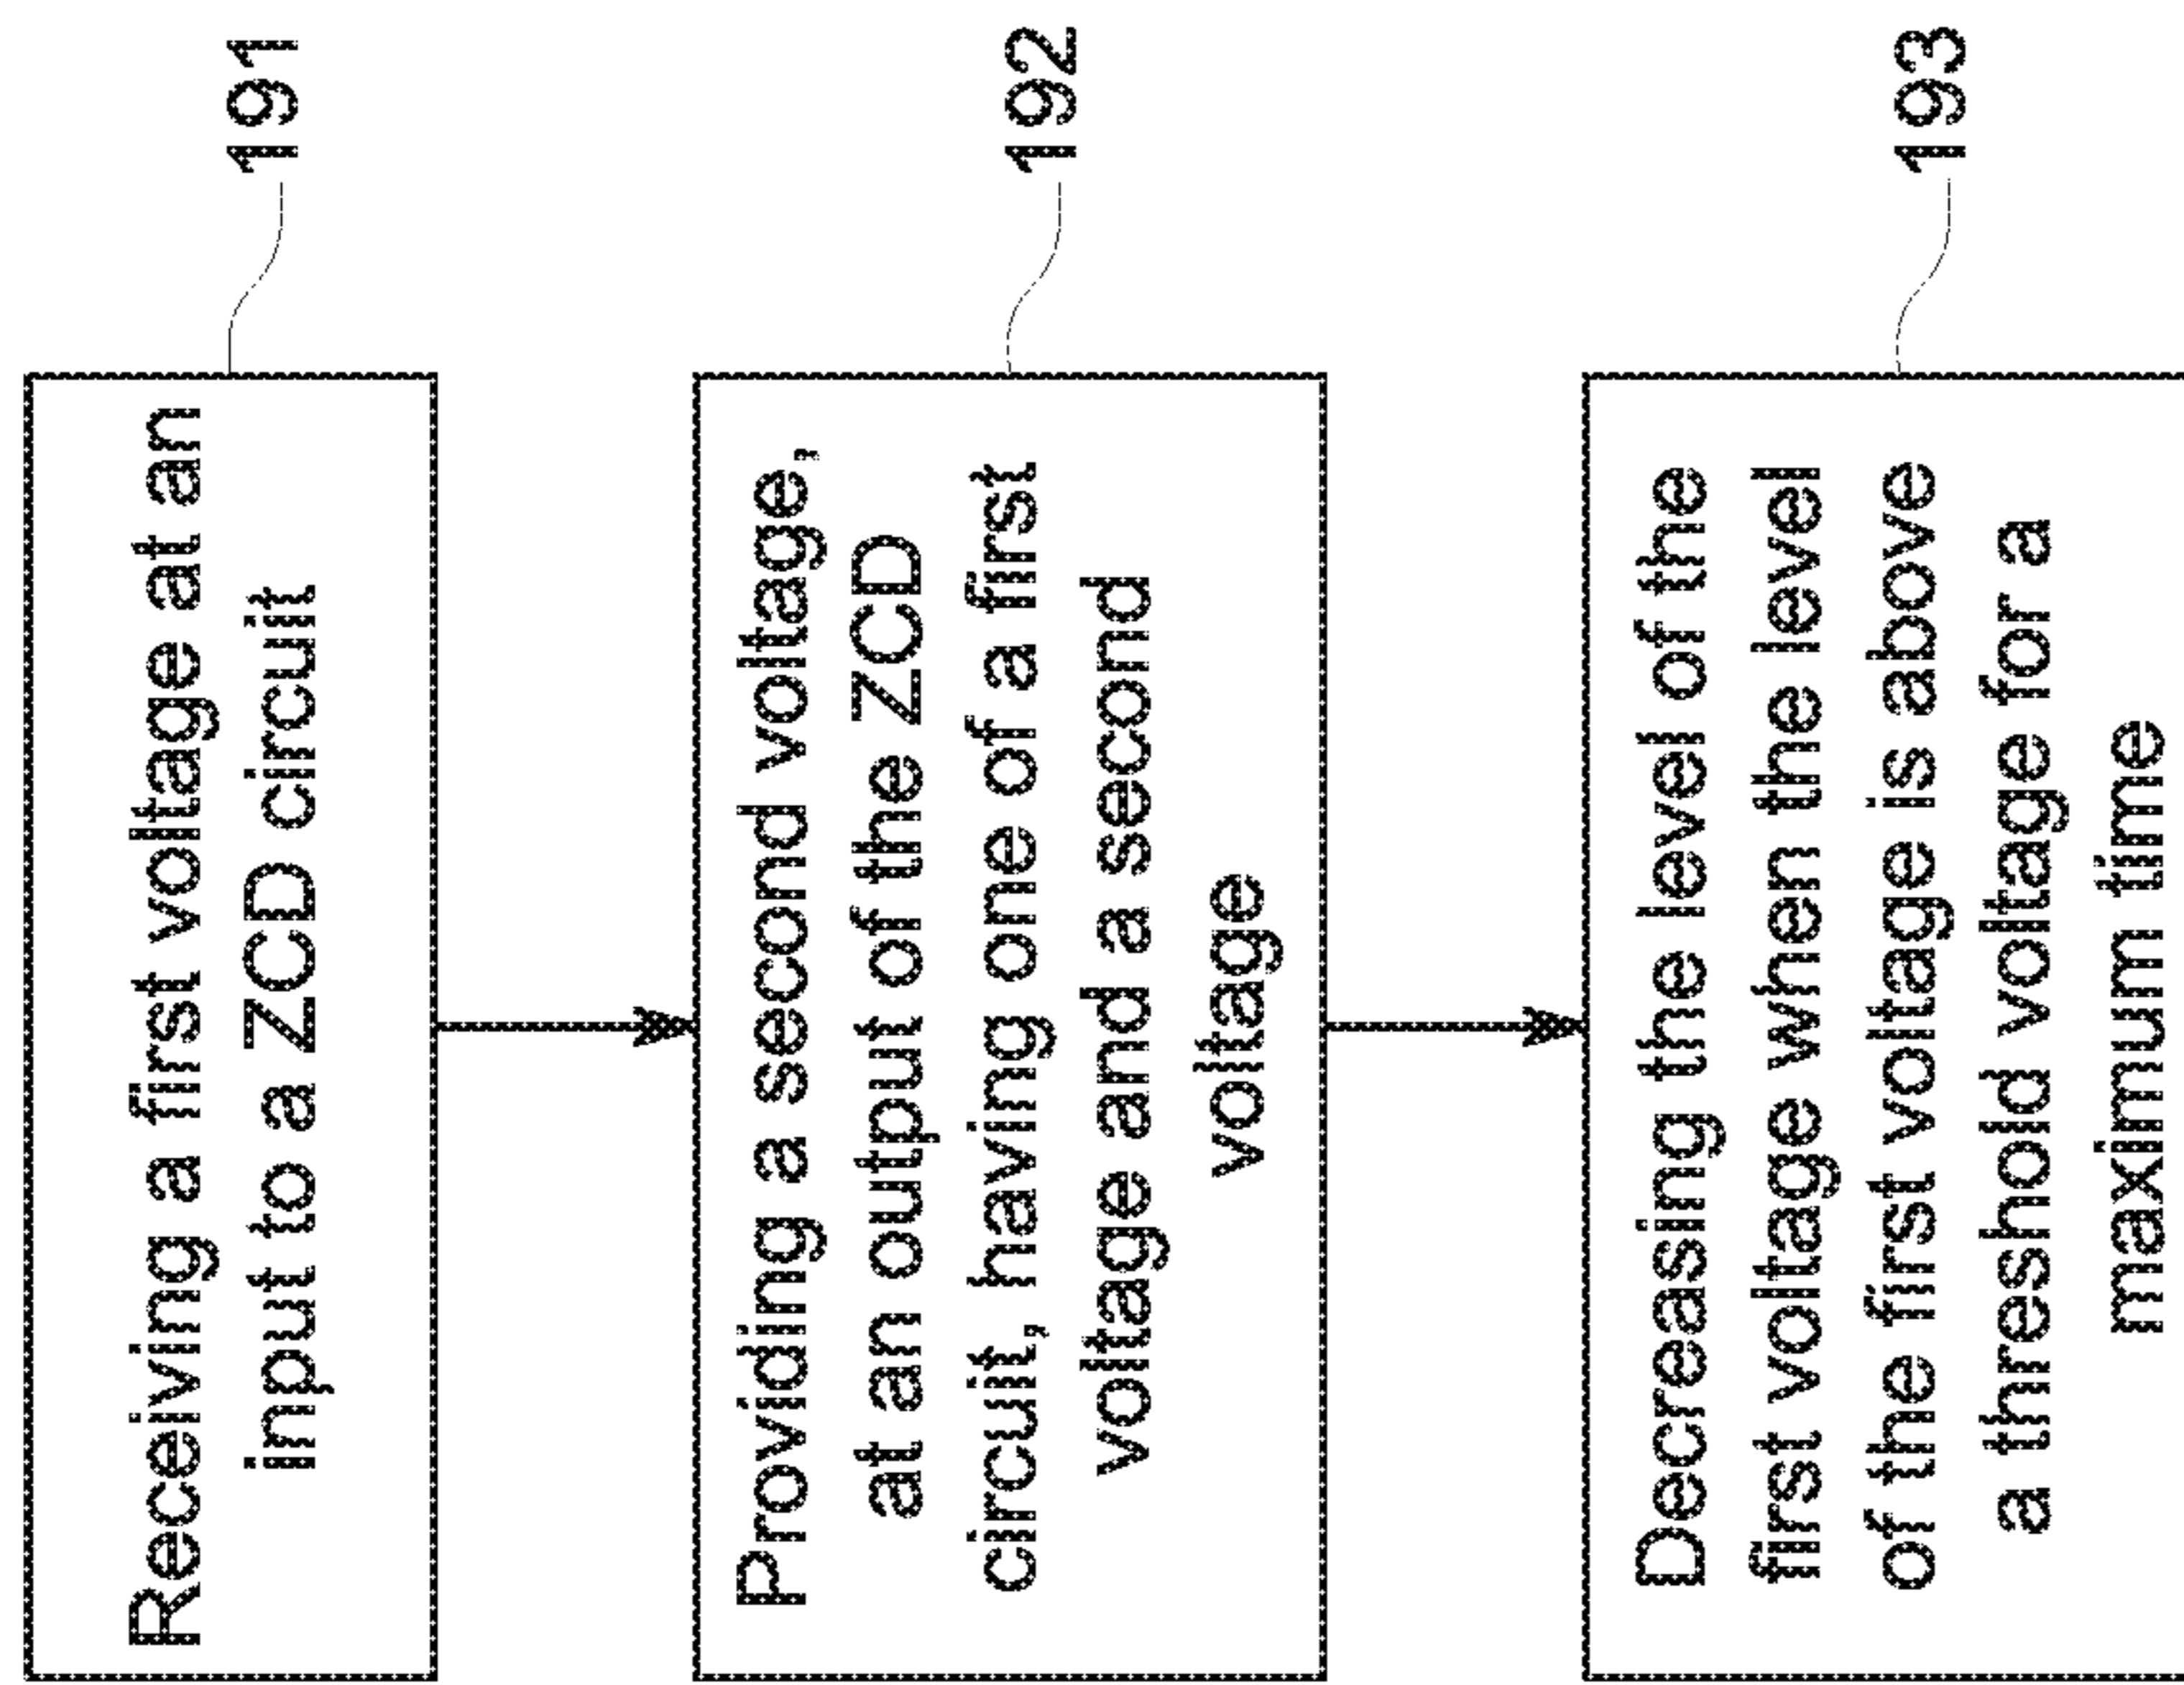 Receiving a first voltage at an
input to a ZCD circuit
191
Providing a second voltage,
at an output of the ZCD
circuit, having one of a first
voltage and a second
voltage
192
Decreasing the level of the
first voltage when the level
of the first voltage is above
a threshold voltage for a
maximum time
193